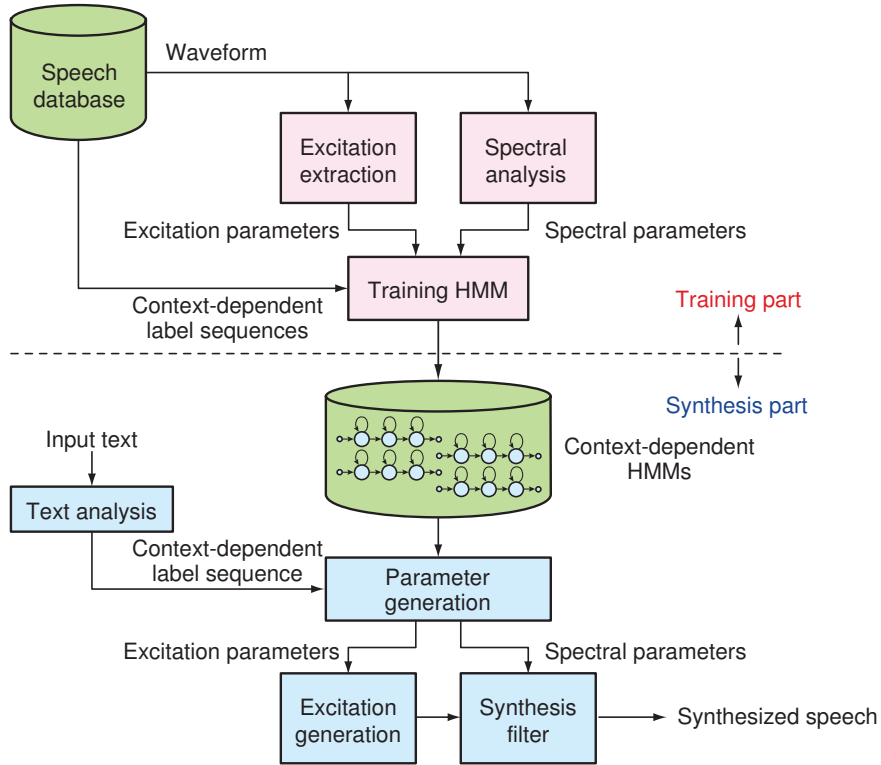 Waveform
Speech
database
Excitation
extraction
Spectral
analysis
Excitation parameters
Spectral parameters
Training HMM
Context-dependent
label sequences
Training part
Synthesis part
Context-dependent
HMMs
Input text
Text analysis
Context-dependent
label sequence
Parameter
generation
Excitation parameters
Spectral parameters
Excitation
generation
Synthesis
filter
Synthesized speech